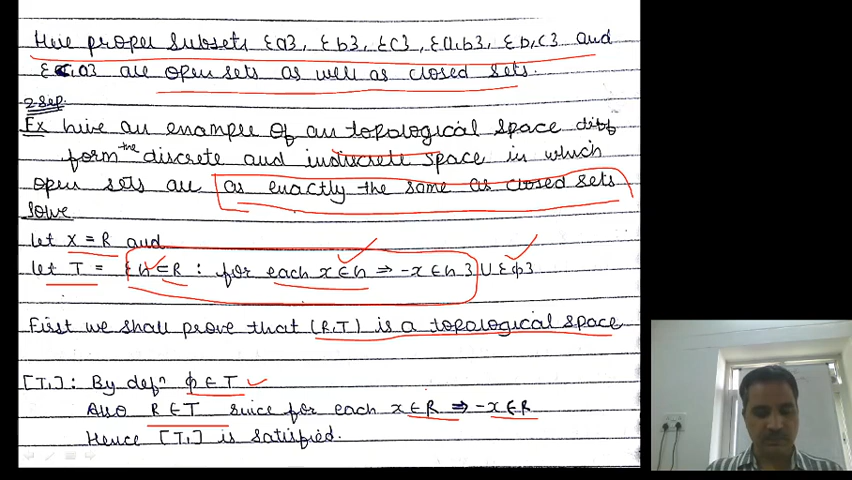 Here proper subsets {a}, {b}, {c}, {a,b}, {b,c} and
{c,a} are open sets as well as closed sets.
2 Sep.
Ex Give an example of an topological space diff
form the discrete and indiscrete space in which
open sets are as exactly the same as closed sets
Solve
let X = R and
let T = {G ⊆ R : for each x ∈ G ⇒ -x ∈ G} ∪ {φ}
First we shall prove that (R,T) is a topological space
[T₁]: By defⁿ φ ∈ T
Also R ∈ T since for each x ∈ R ⇒ -x ∈ R
Hence [T₁] is satisfied.